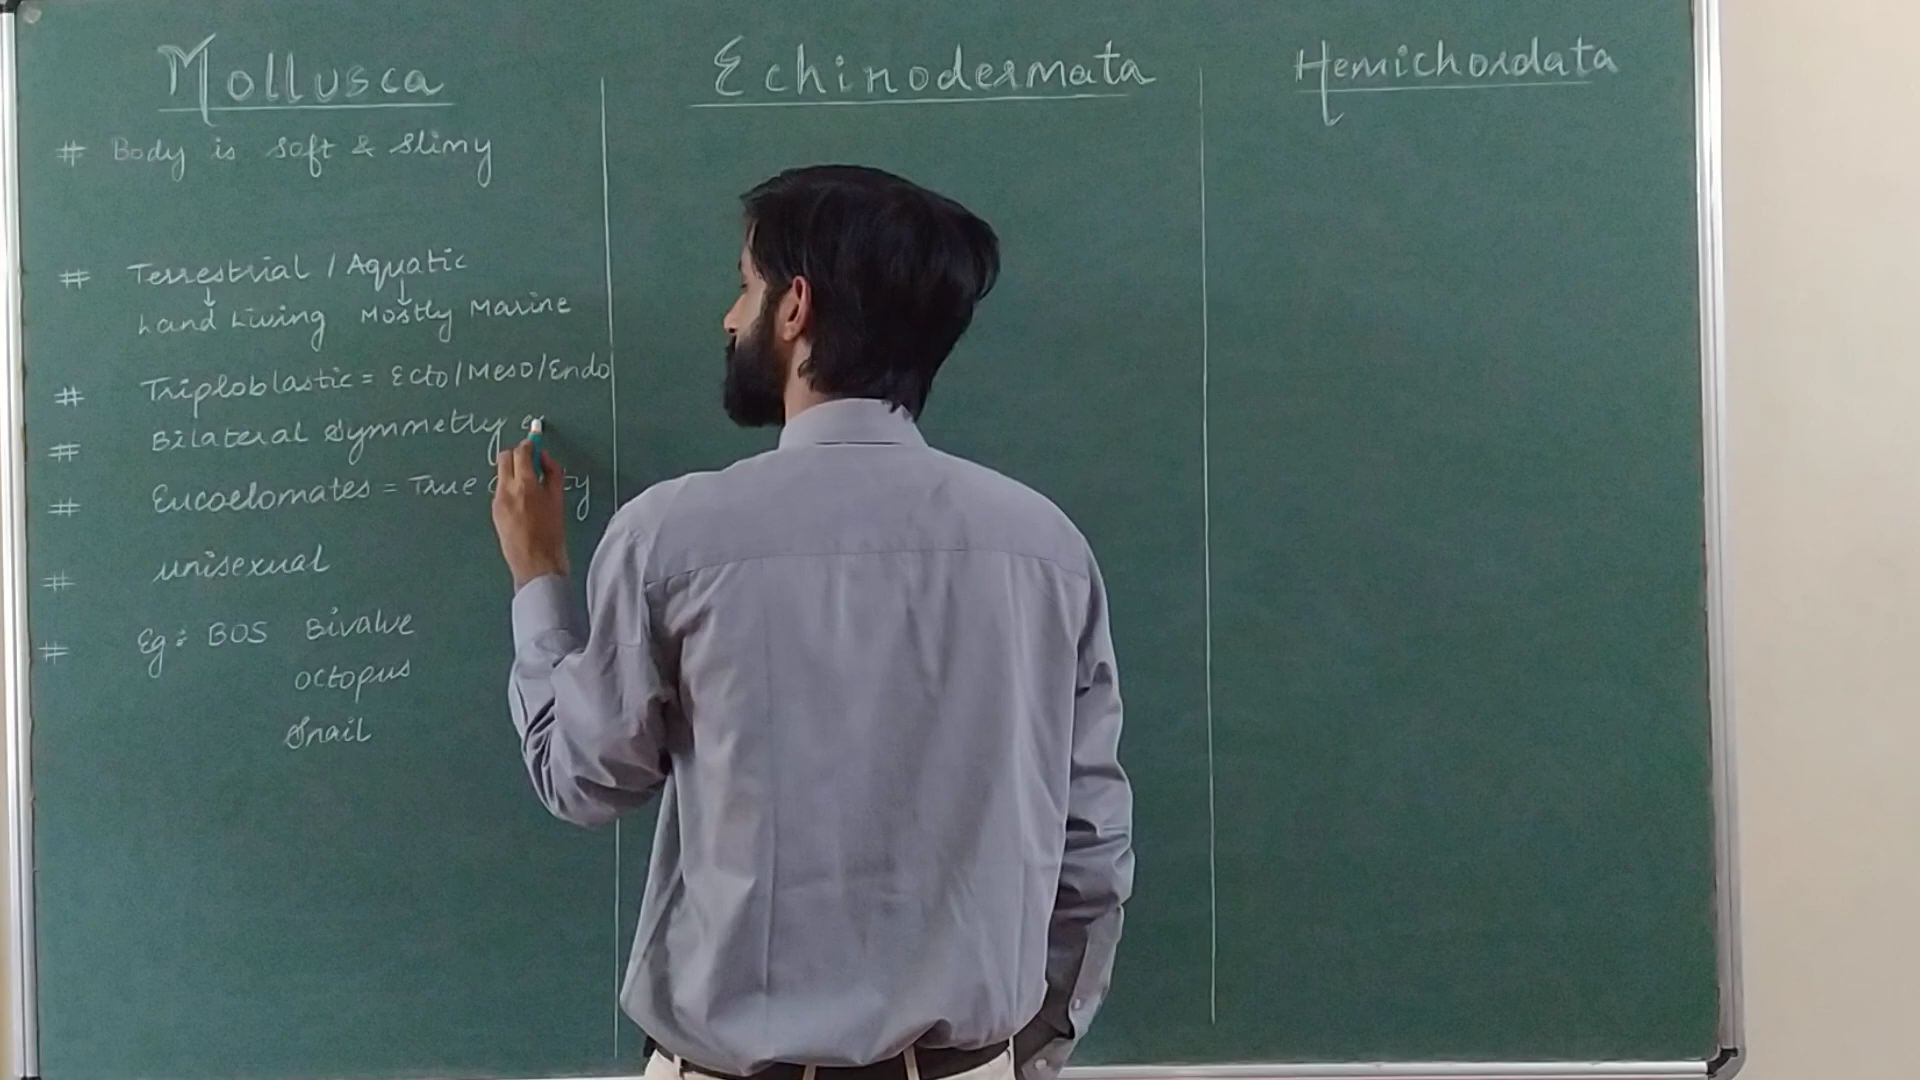 Mollusca
# Body is soft & slimy
# Terrestrial / Aquatic
↓ ↓
Land Living Mostly Marine
# Triploblastic = Ecto/Meso/Endo
# Bilateral symmetry
# Eucoelomates = True
# unisexual
# Eg: BOS Bivalve
octopus
Snail
Echinodermata
Hemichordata